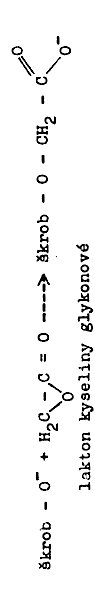 škrob - O⁻ + H₂C - C = O ----> škrob - O - CH₂ - C
O
O
O⁻
lakton kyseliny glykonové